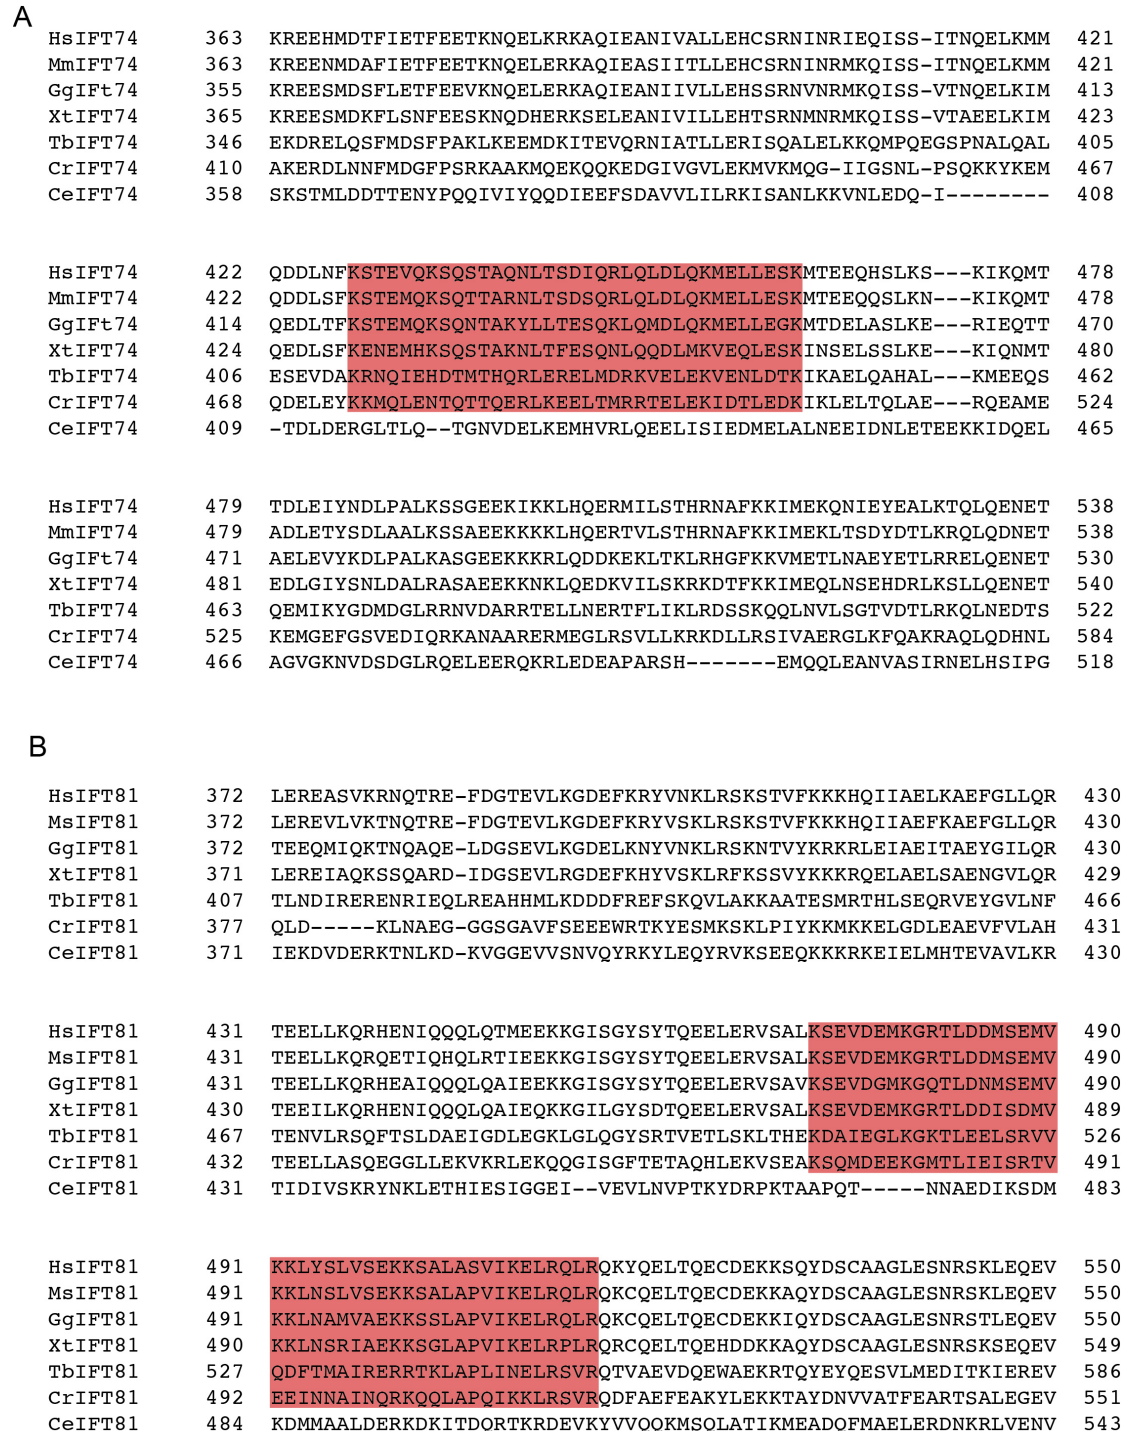 A
HsIFT74 363 KREEHMDTFIETFEETKNQELKRKAQIEANIVALLEHCSRNINRIEQISS-ITNQELKMM 421
MmIFT74 363 KREENMDAFIETFEETKNQELERKAQIEASIITLLEHCSRNINRMKQISS-ITNQELKMM 421
GgIFt74 355 KREESMDSFLETFEEVKNQELERKAQIEANIIVLLEHSSRNVNRMKQISS-VTNQELKIM 413
XtIFT74 365 KREESMDKFLSNFEESKNQDHERKSELEANIVILLEHTSRNMNRMKQISS-VTAEELKIM 423
TbIFT74 346 EKDRELQSFMDSFPAKLKEEMDKITEVQRNIATLLERISQALELKKQMPQEGSPNALQAL 405
CrIFT74 410 AKERDLNNFMDGFPSRKAAKMQEKQQKEDGIVGVLEKMVKMQG-IIGSNL-PSQKKYKEM 467
CeIFT74 358 SKSTMLDDTTENYPQQIVIYQQDIEEFSDAVVLILRKISANLKKVNLEDQ-I-------- 408
HsIFT74 422 QDDLNFKSTEVQKSQSTAQNLTSDIQRLQLDLQKMELLESKMTEEQHSLKS---KIKQMT 478
MmIFT74 422 QDDLSFKSTEMQKSQTTARNLTSDSQRLQLDLQKMELLESKMTEEQQSLKN---KIKQMT 478
GgIFt74 414 QEDLTFKSTEMQKSQNTAKYLLTESQKLQMDLQKMELLEGKMTDELASLKE---RIEQTT 470
XtIFT74 424 QEDLSFKENEMHKSQSTAKNLTFESQNLQQDLMKVEQLESKINSELSSLKE---KIQNMT 480
TbIFT74 406 ESEVDAKRNQIEHDTMTHQRLERELMDRKVELEKVENLDTKIKAELQAHAL---KMEEQS 462
CrIFT74 468 QDELEYKKMQLENTQTTQERLKEELTMRRTELEKIDTLEDKIKLELTQLAE---RQEAME 524
CeIFT74 409 -TDLDERGLTLQ--TGNVDELKEMHVRLQEELISIEDMELALNEEIDNLETEEKKIDQEL 465
HsIFT74 479 TDLEIYNDLPALKSSGEEKIKKLHQERMILSTHRNAFKKIMEKQNIEYEALKTQLQENET 538
MmIFT74 479 ADLETYSDLAALKSSAEEKKKKLHQERTVLSTHRNAFKKIMEKLTSDYDTLKRQLQDNET 538
GgIFt74 471 AELEVYKDLPALKASGEEKKKRLQDDKEKLTKLRHGFKKVMETLNAEYETLRRELQENET 530
XtIFT74 481 EDLGIYSNLDALRASAEEKKNKLQEDKVILSKRKDTFKKIMEQLNSEHDRLKSLLQENET 540
TbIFT74 463 QEMIKYGDMDGLRRNVDARRTELLNERTFLIKLRDSSKQQLNVLSGTVDTLRKQLNEDTS 522
CrIFT74 525 KEMGEFGSVEDIQRKANAARERMEGLRSVLLKRKDLLRSIVAERGLKFQAKRAQLQDHNL 584
CeIFT74 466 AGVGKNVDSDGLRQELEERQKRLEDEAPARSH-------EMQQLEANVASIRNELHSIPG 518
B
HsIFT81 372 LEREASVKRNQTRE-FDGTEVLKGDEFKRYVNKLRSKSTVFKKKHQIIAELKAEFGLLQR 430
MsIFT81 372 LEREVLVKTNQTRE-FDGTEVLKGDEFKRYVSKLRSKSTVFKKKHQIIAEFKAEFGLLQR 430
GgIFT81 372 TEEQMIQKTNQAQE-LDGSEVLKGDELKNYVNKLRSKNTVYKRKRLEIAEITAEYGILQR 430
XtIFT81 371 LEREIAQKSSQARD-IDGSEVLRGDEFKHYVSKLRFKSSVYKKKRQELAELSAENGVLQR 429
TbIFT81 407 TLNDIRERENRIEQLREAHHMLKDDDFREFSKQVLAKKAATESMRTHLSEQRVEYGVLNF 466
CrIFT81 377 QLD-----KLNAEG-GGSGAVFSEEEWRTKYESMKSKLPIYKKMKKELGDLEAEVFVLAH 431
CeIFT81 371 IEKDVDERKTNLKD-KVGGEVVSNVQYRKYLEQYRVKSEEQKKKRKEIELMHTEVAVLKR 430
HsIFT81 431 TEELLKQRHENIQQQLQTMEEKKGISGYSYTQEELERVSALKSEVDEMKGRTLDDMSEMV 490
MsIFT81 431 TEELLKQRQETIQHQLRTIEEKKGISGYSYTQEELERVSALKSEVDEMKGRTLDDMSEMV 490
GgIFT81 431 TEELLKQRHEAIQQQLQAIEEKKGISGYSYTQEELERVSAVKSEVDGMKGQTLDNMSEMV 490
XtIFT81 430 TEEILKQRHENIQQQLQAIEQKKGILGYSDTQEELERVSALKSEVDEMKGRTLDDISDMV 489
TbIFT81 467 TENVLRSQFTSLDAEIGDLEGKLGLQGYSRTVETLSKLTHEKDAIEGLKGKTLEELSRVV 526
CrIFT81 432 TEELLASQEGGLLEKVKRLEKQQGISGFTETAQHLEKVSEAKSQMDEEKGMTLIEISRTV 491
CeIFT81 431 TIDIVSKRYNKLETHIESIGGEI--VEVLNVPTKYDRPKTAAPQT-----NNAEDIKSDM 483
HsIFT81 491 KKLYSLVSEKKSALASVIKELRQLRQKYQELTQECDEKKSQYDSCAAGLESNRSKLEQEV 550
MsIFT81 491 KKLNSLVSEKKSALAPVIKELRQLRQKCQELTQECDEKKAQYDSCAAGLESNRSKLEQEV 550
GgIFT81 491 KKLNAMVAEKKSSLAPVIKELRQLRQKCQELTQECDEKKIQYDSCAAGLESNRSTLEQEV 550
XtIFT81 490 KKLNSRIAEKKSGLAPVIKELRPLRQRCQELTQEHDDKKAQYDSCAAGLESNRSKSEQEV 549
TbIFT81 527 QDFTMAIRERRTKLAPLINELRSVRQTVAEVDQEWAEKRTQYEYQESVLMEDITKIEREV 586
CrIFT81 492 EEINNAINQRKQQLAPQIKKLRSVRQDFAEFEAKYLEKKTAYDNVVATFEARTSALEGEV 551
CeIFT81 484 KDMMAALDERKDKITDQRTKRDEVKYVVQQKMSQLATIKMEADQFMAELERDNKRLVENV 543